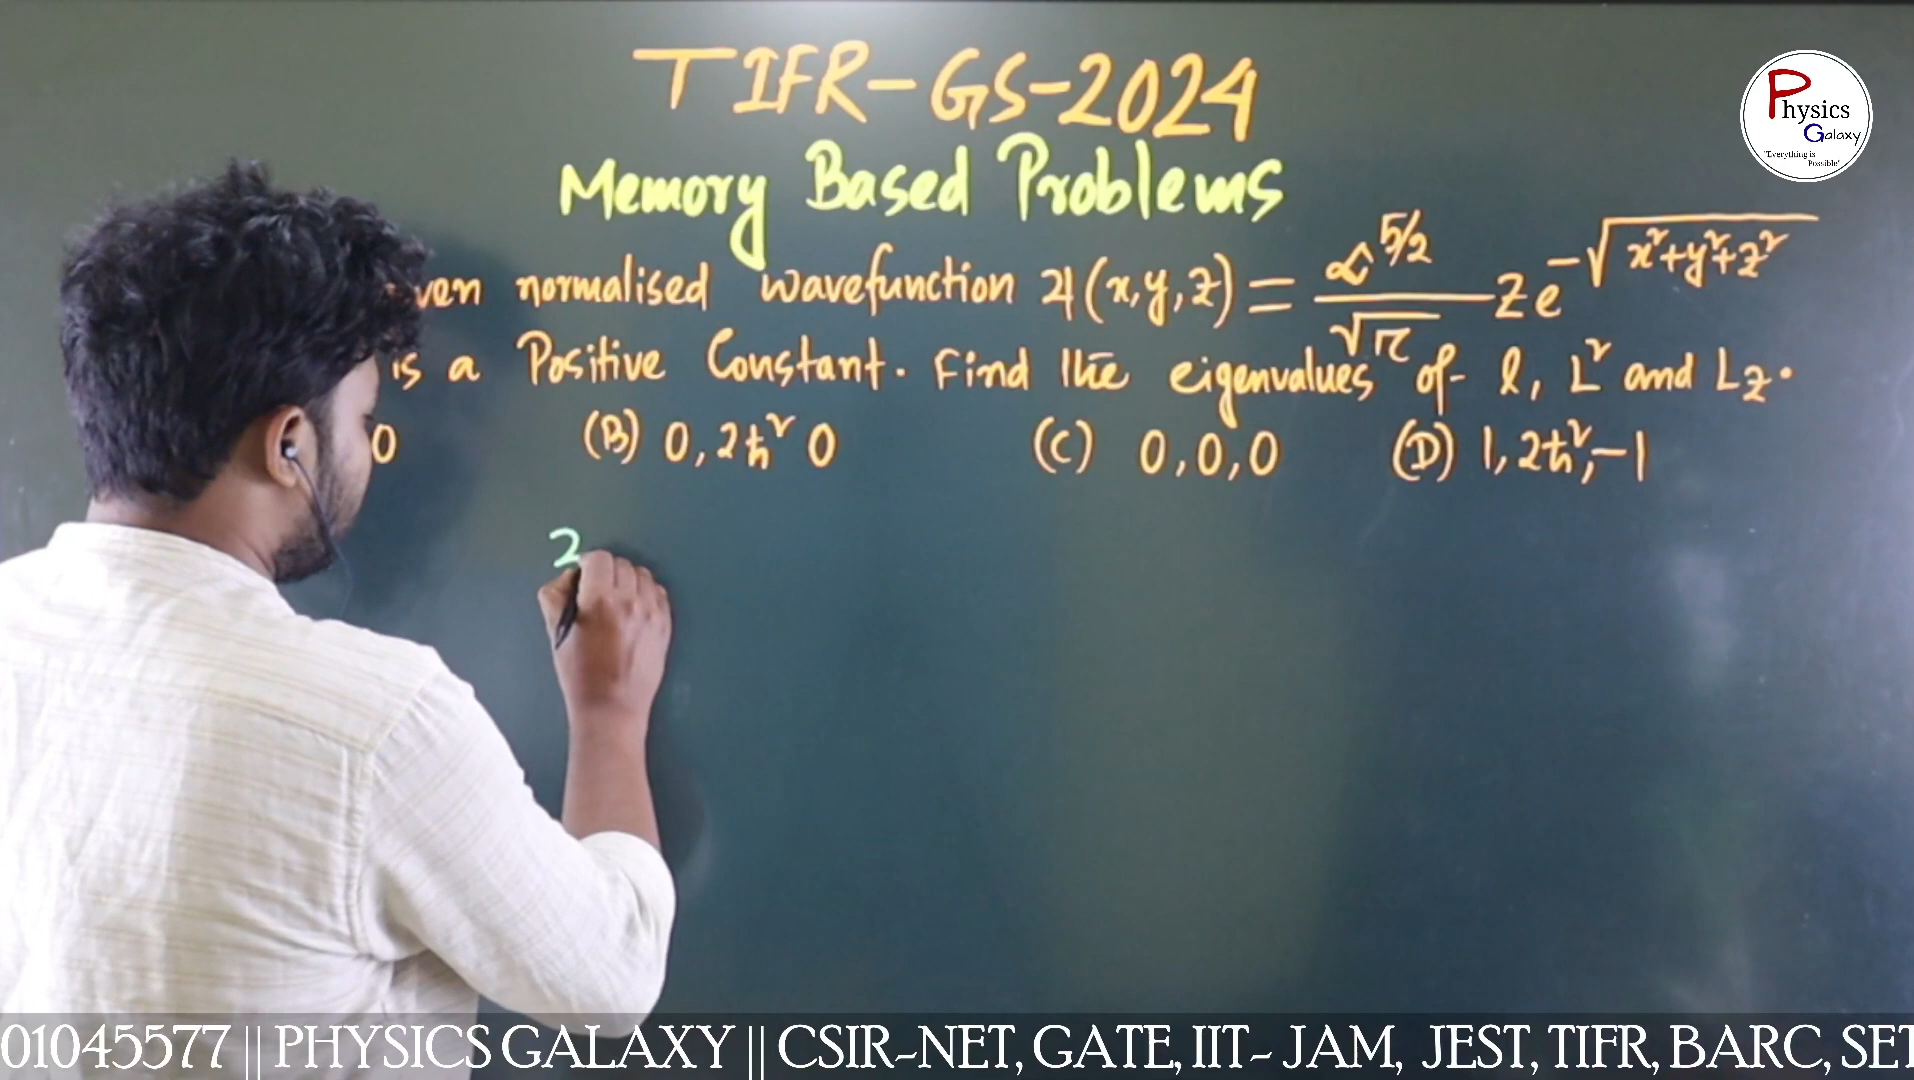 TIFR-GS-2024
Memory Based Problems
ven normalised wavefunction ψ(x,y,z) = α^5/2 / √π z e^-√x²+y²+z²
is a Positive Constant. Find the eigenvalues of l, L² and Lz.
0 (B) 0, 2ħ² 0 (C) 0, 0, 0 (D) 1, 2ħ², -1
2
Physics
Galaxy
"Everything is
Possible"
01045577 || PHYSICS GALAXY || CSIR-NET, GATE, IIT- JAM, JEST, TIFR, BARC, SET